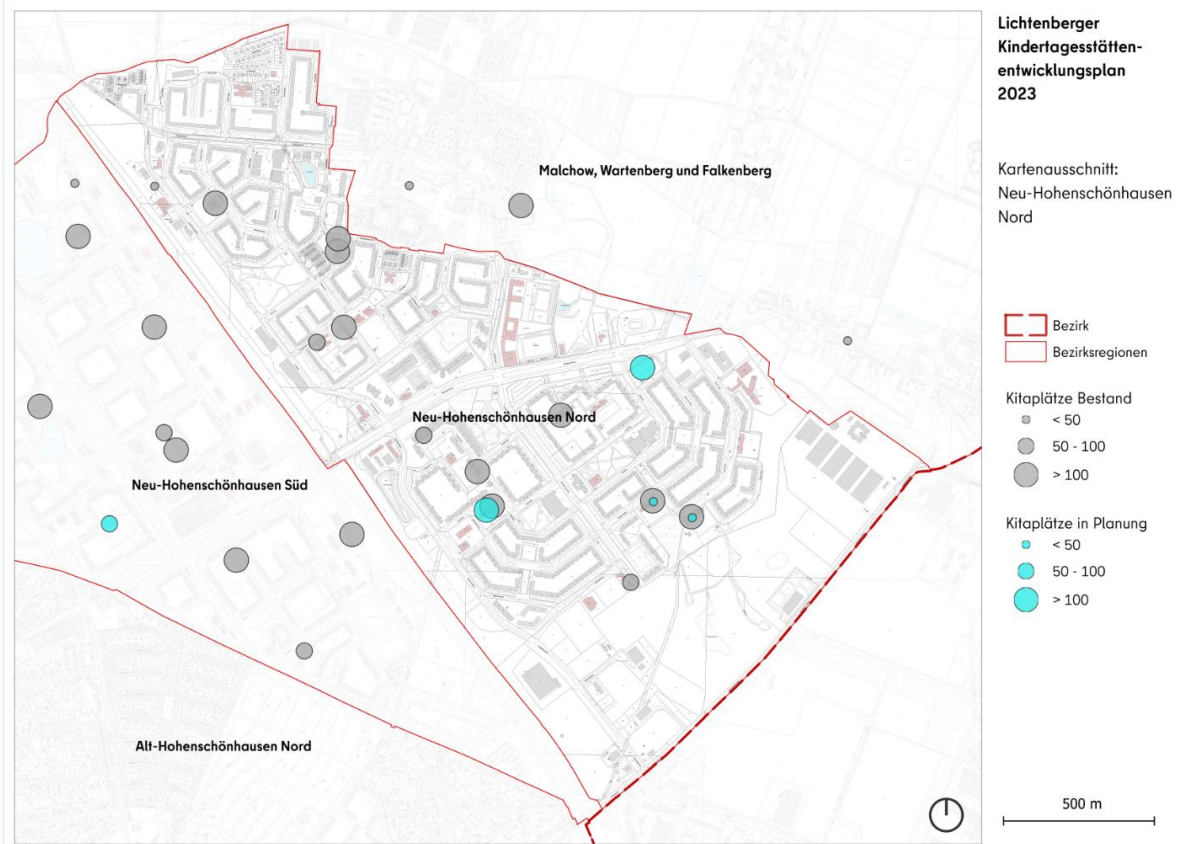 Lichtenberger
Kindertagesstätten-
entwicklungsplan
2023
Kartenausschnitt:
Neu-Hohenschönhausen
Nord
Bezirk
Bezirksregionen
Kitaplätze Bestand
< 50
50 - 100
> 100
Kitaplätze in Planung
< 50
50 - 100
> 100
500 m
Malchow, Wartenberg und Falkenberg
Neu-Hohenschönhausen Nord
Neu-Hohenschönhausen Süd
Alt-Hohenschönhausen Nord